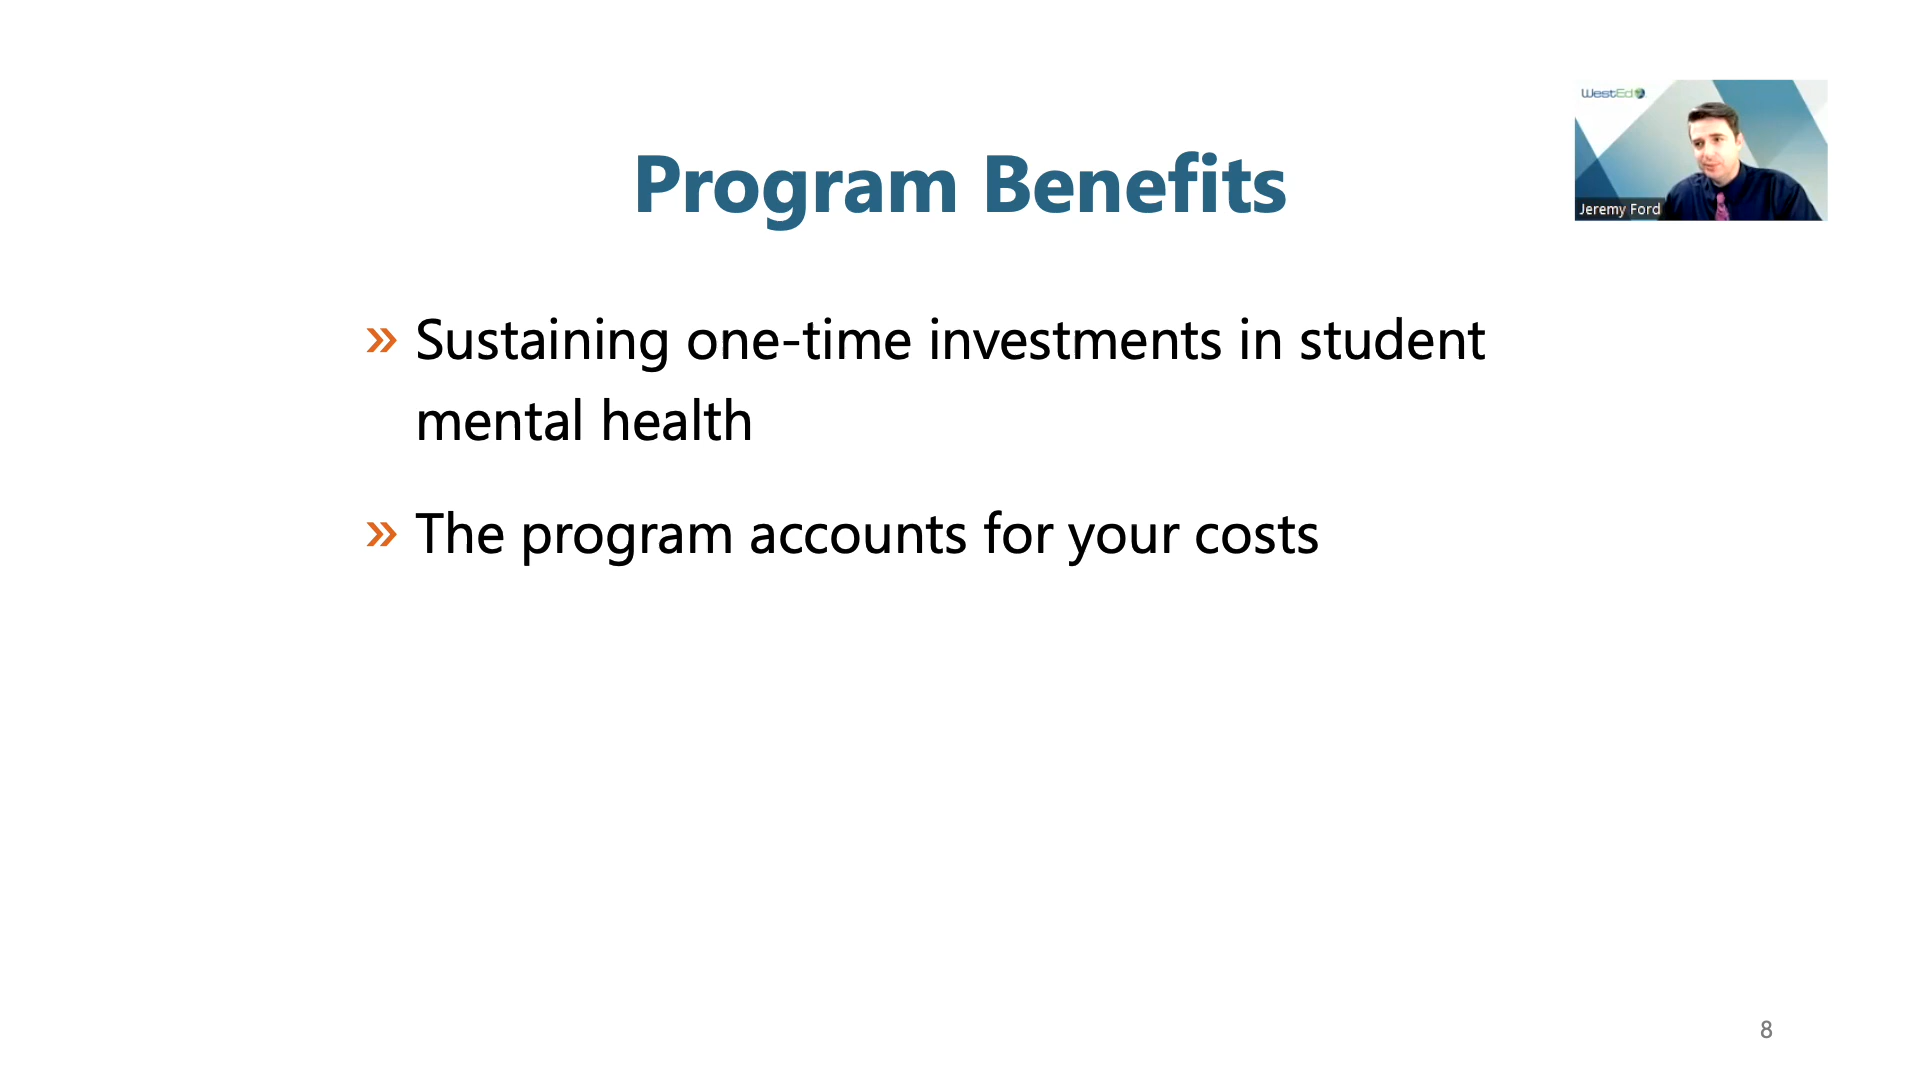 WestEd
Program Benefits
Jeremy Ford
» Sustaining one-time investments in student
mental health
» The program accounts for your costs
8